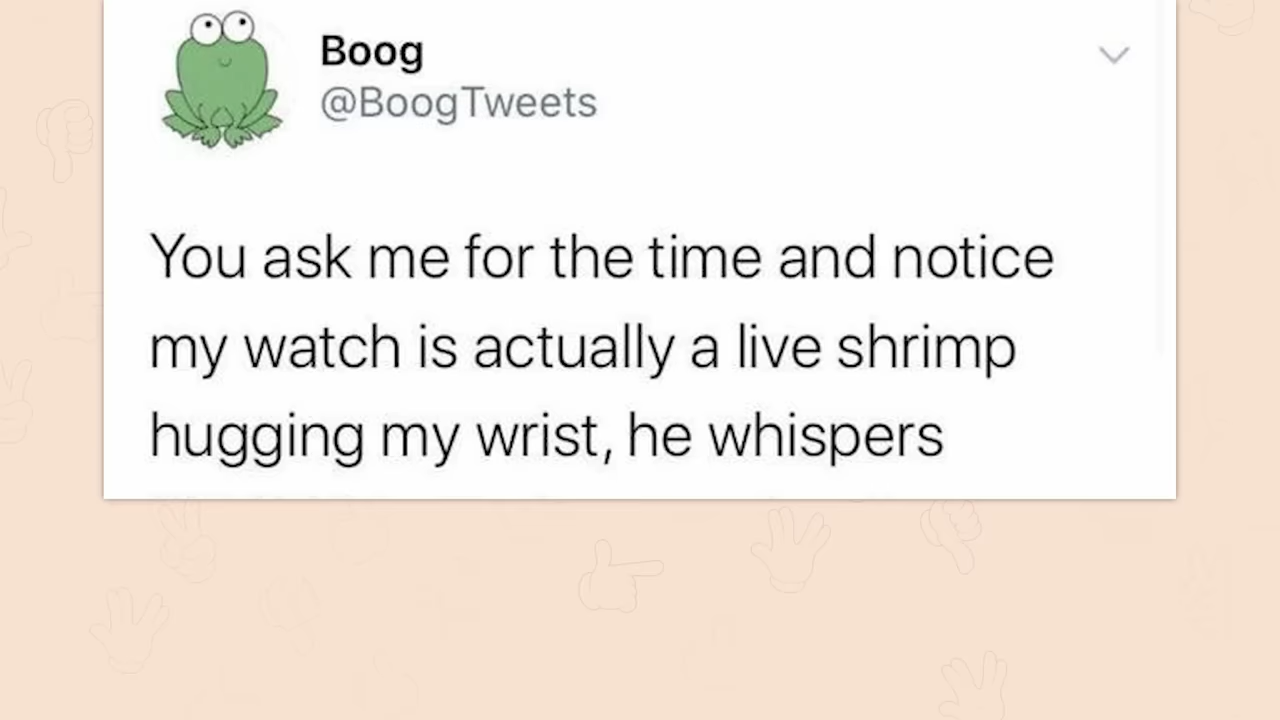 Boog
@BoogTweets
You ask me for the time and notice
my watch is actually a live shrimp
hugging my wrist, he whispers